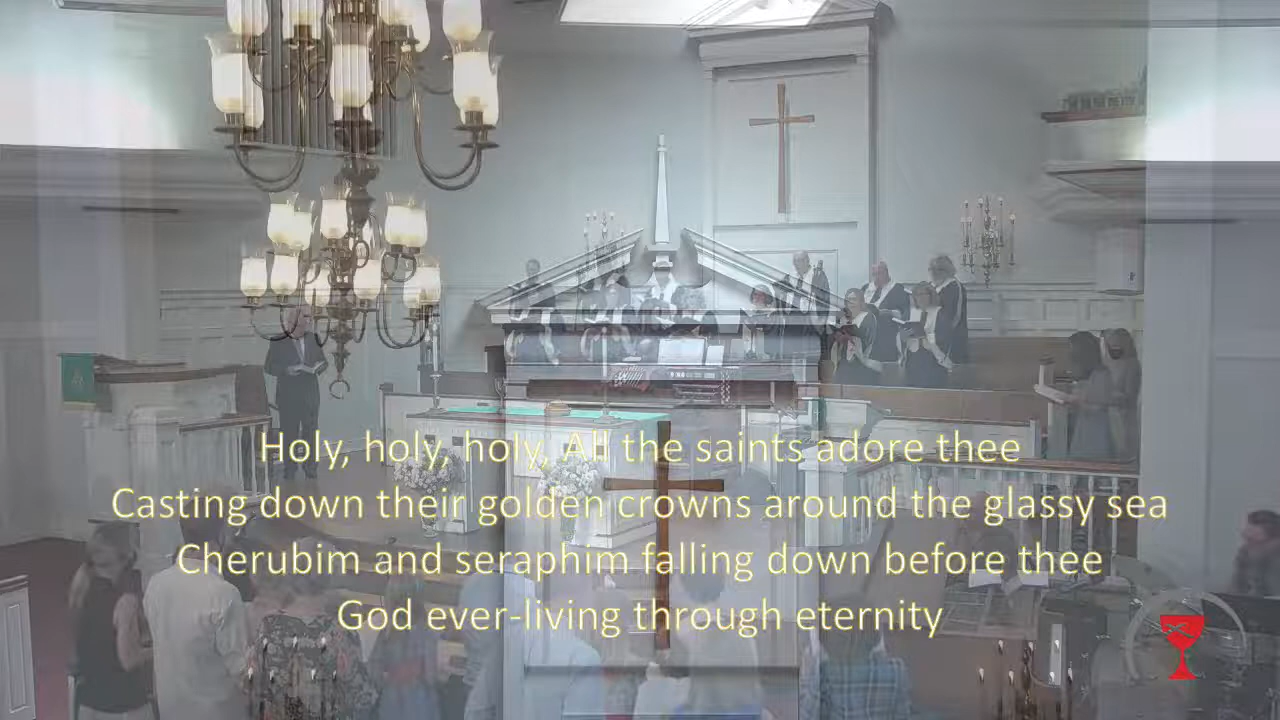 Holy, holy, holy, All the saints adore thee
Casting down their golden crowns around the glassy sea
Cherubim and seraphim falling down before thee
God ever-living through eternity